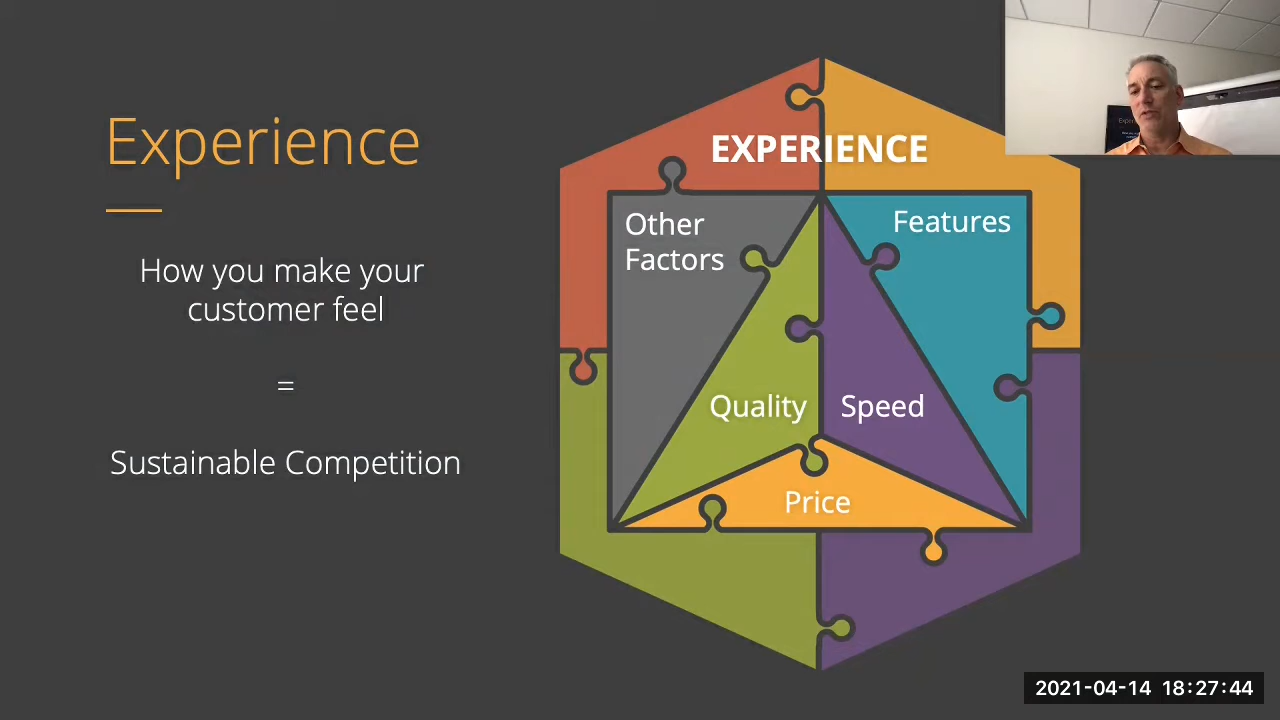 Experience
How you make your
customer feel
=
Sustainable Competition
EXPERIENCE
Other
Factors
Features
Quality
Speed
Price
2021-04-14 18:27:44